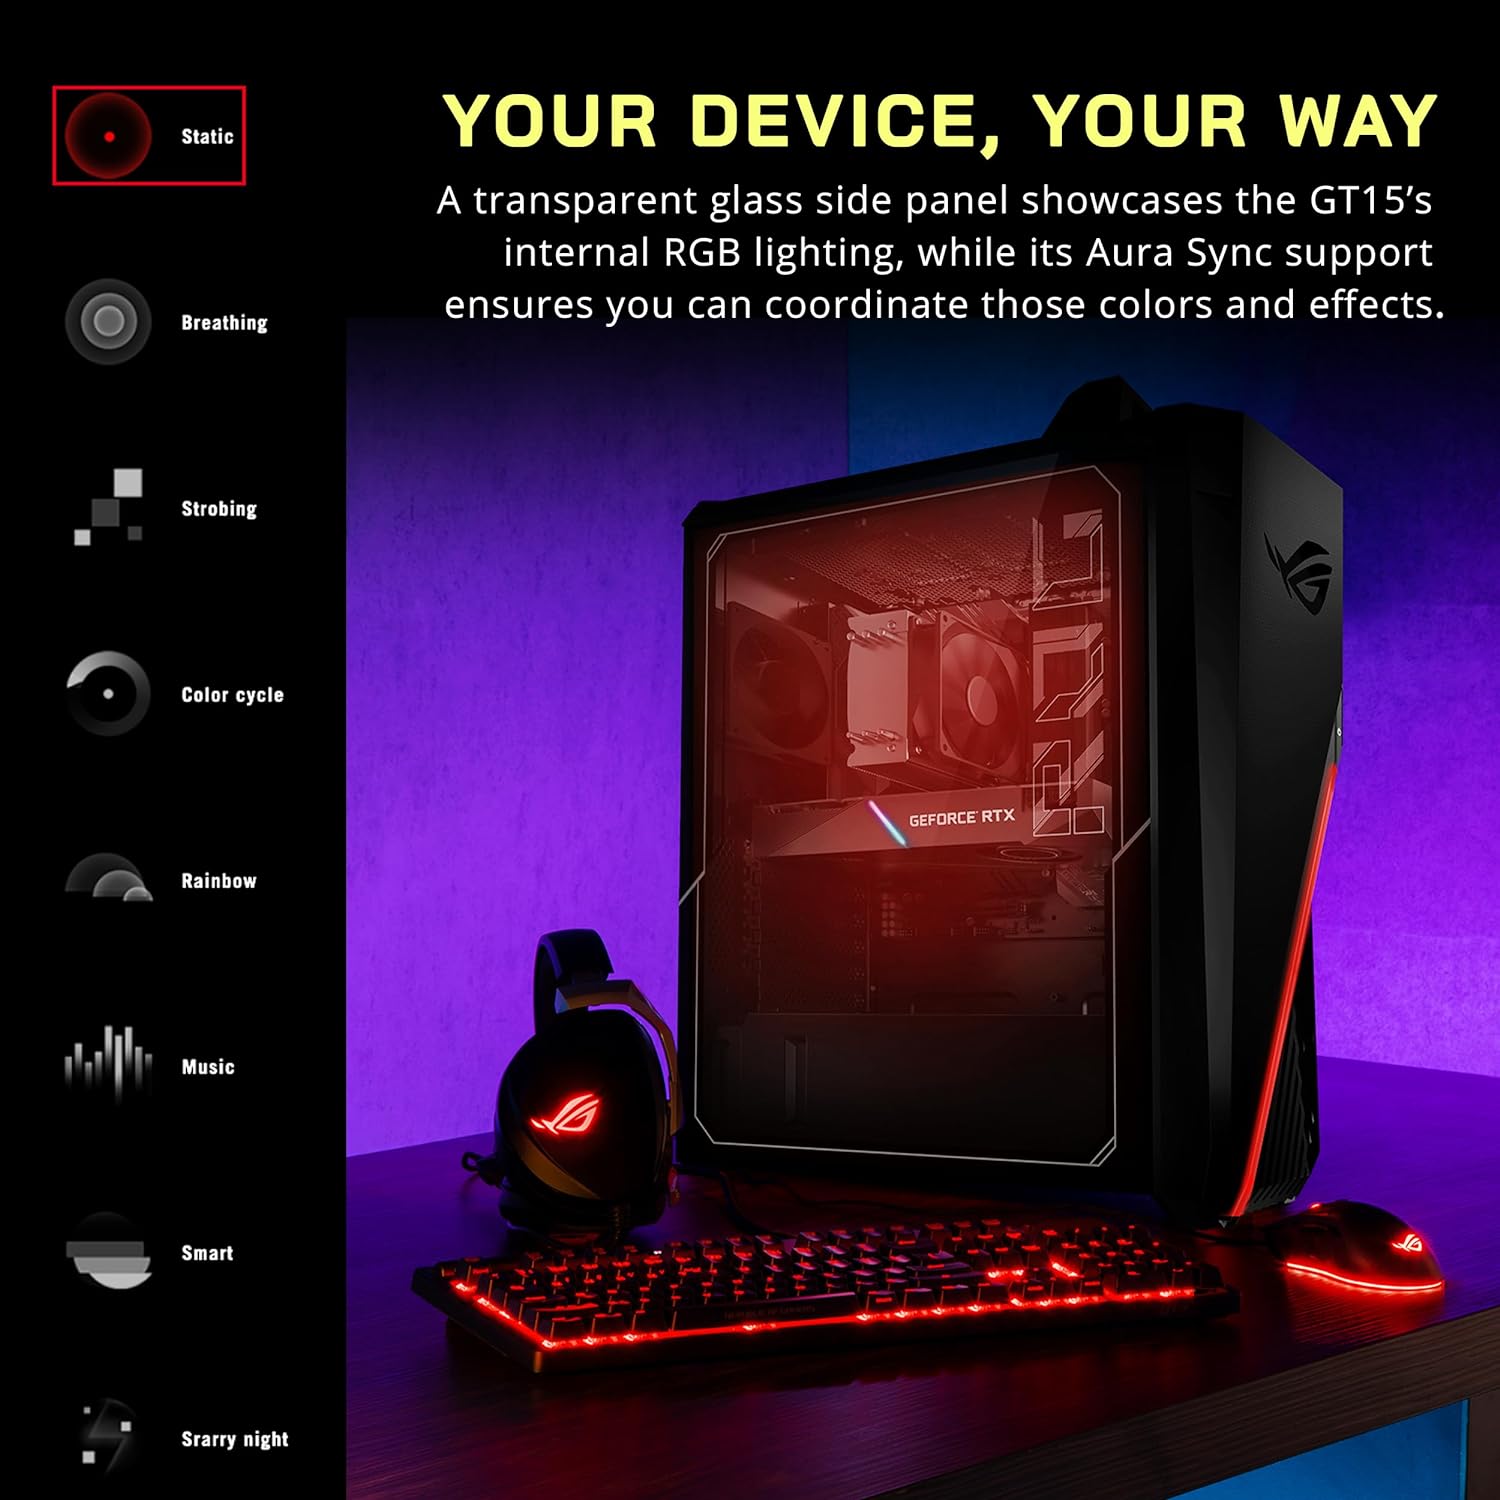 YOUR DEVICE, YOUR WAY
A transparent glass side panel showcases the GT15’s
internal RGB lighting, while its Aura Sync support
ensures you can coordinate those colors and effects.
Static
Breathing
Strobing
Color cycle
Rainbow
Music
Smart
Srarry night
GEFORCE RTX